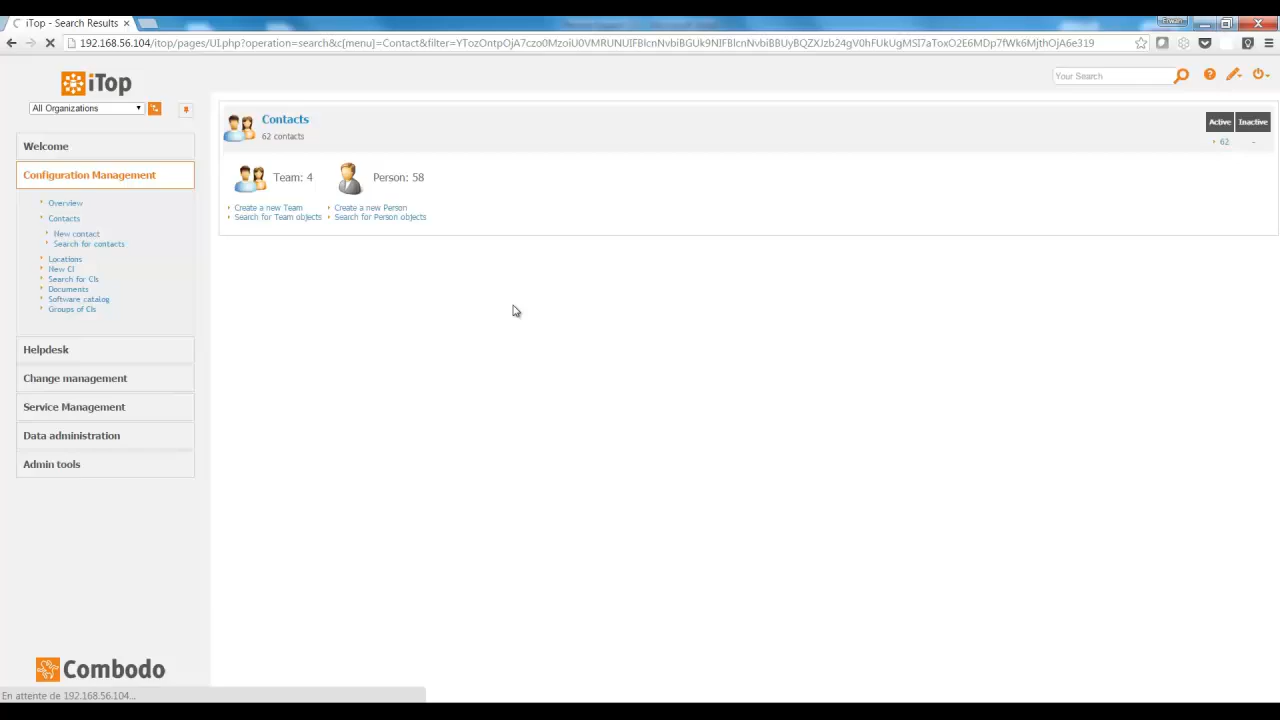 iTop - Search Results
Erwan
192.168.56.104/itop/pages/UI.php?operation=search&c[menu]=Contact&filter=
iTop
Your Search
All Organizations
Contacts
62 contacts
Active Inactive
62 -
Welcome
Configuration Management
Team: 4 Person: 58
Overview
Create a new Team Create a new Person
Search for Team objects Search for Person objects
Contacts
New contact
Search for contacts
Locations
New CI
Search for CIs
Documents
Software catalog
Groups of CIs
Helpdesk
Change management
Service Management
Data administration
Admin tools
Combodo
En attente de 192.168.56.104...